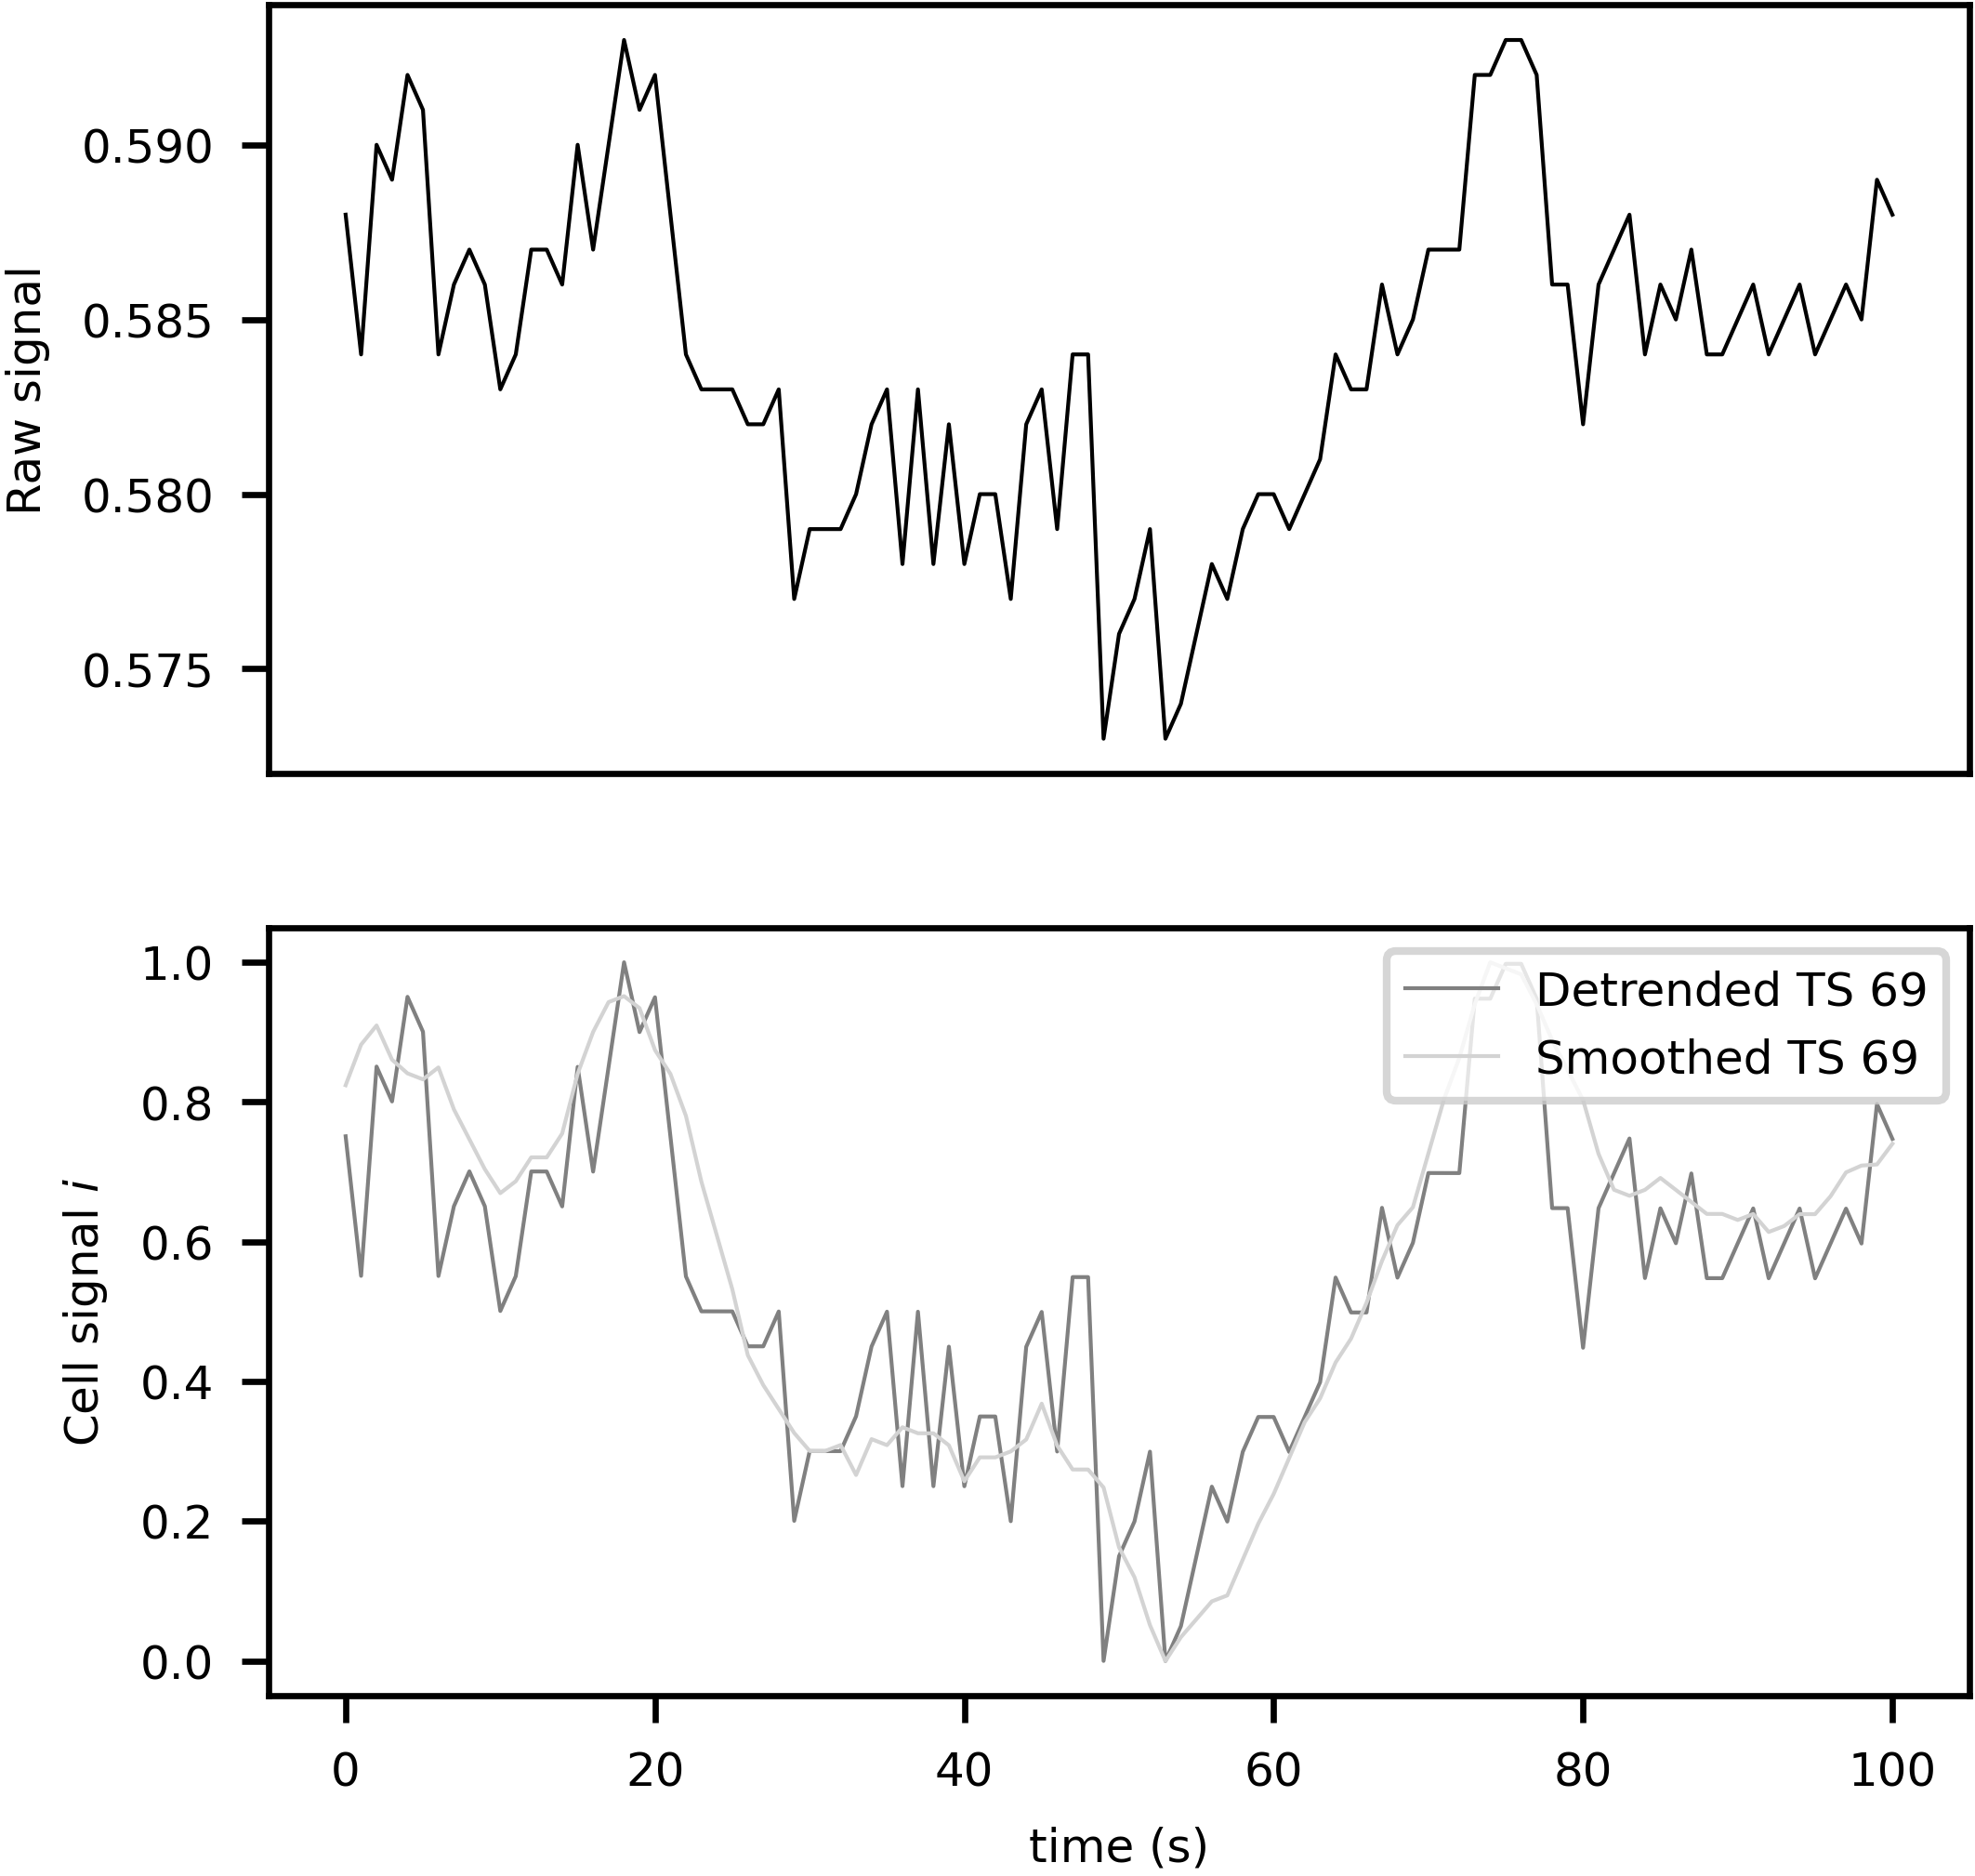 Raw signal
0.590
0.585
0.580
0.575
Cell signal i
1.0
0.8
0.6
0.4
0.2
0.0
Detrended TS 69
Smoothed TS 69
0 20 40 60 80 100
time (s)